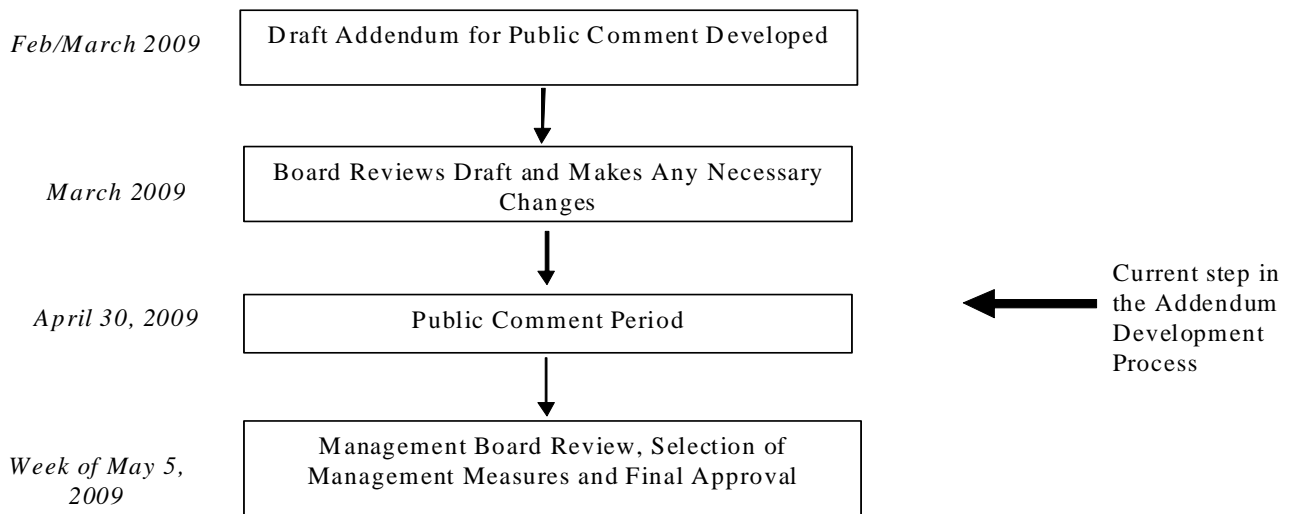 Feb/March 2009
Draft Addendum for Public Comment Developed
March 2009
Board Reviews Draft and Makes Any Necessary
Changes
April 30, 2009
Public Comment Period
Current step in
the Addendum
Development
Process
Week of May 5,
2009
Management Board Review, Selection of
Management Measures and Final Approval